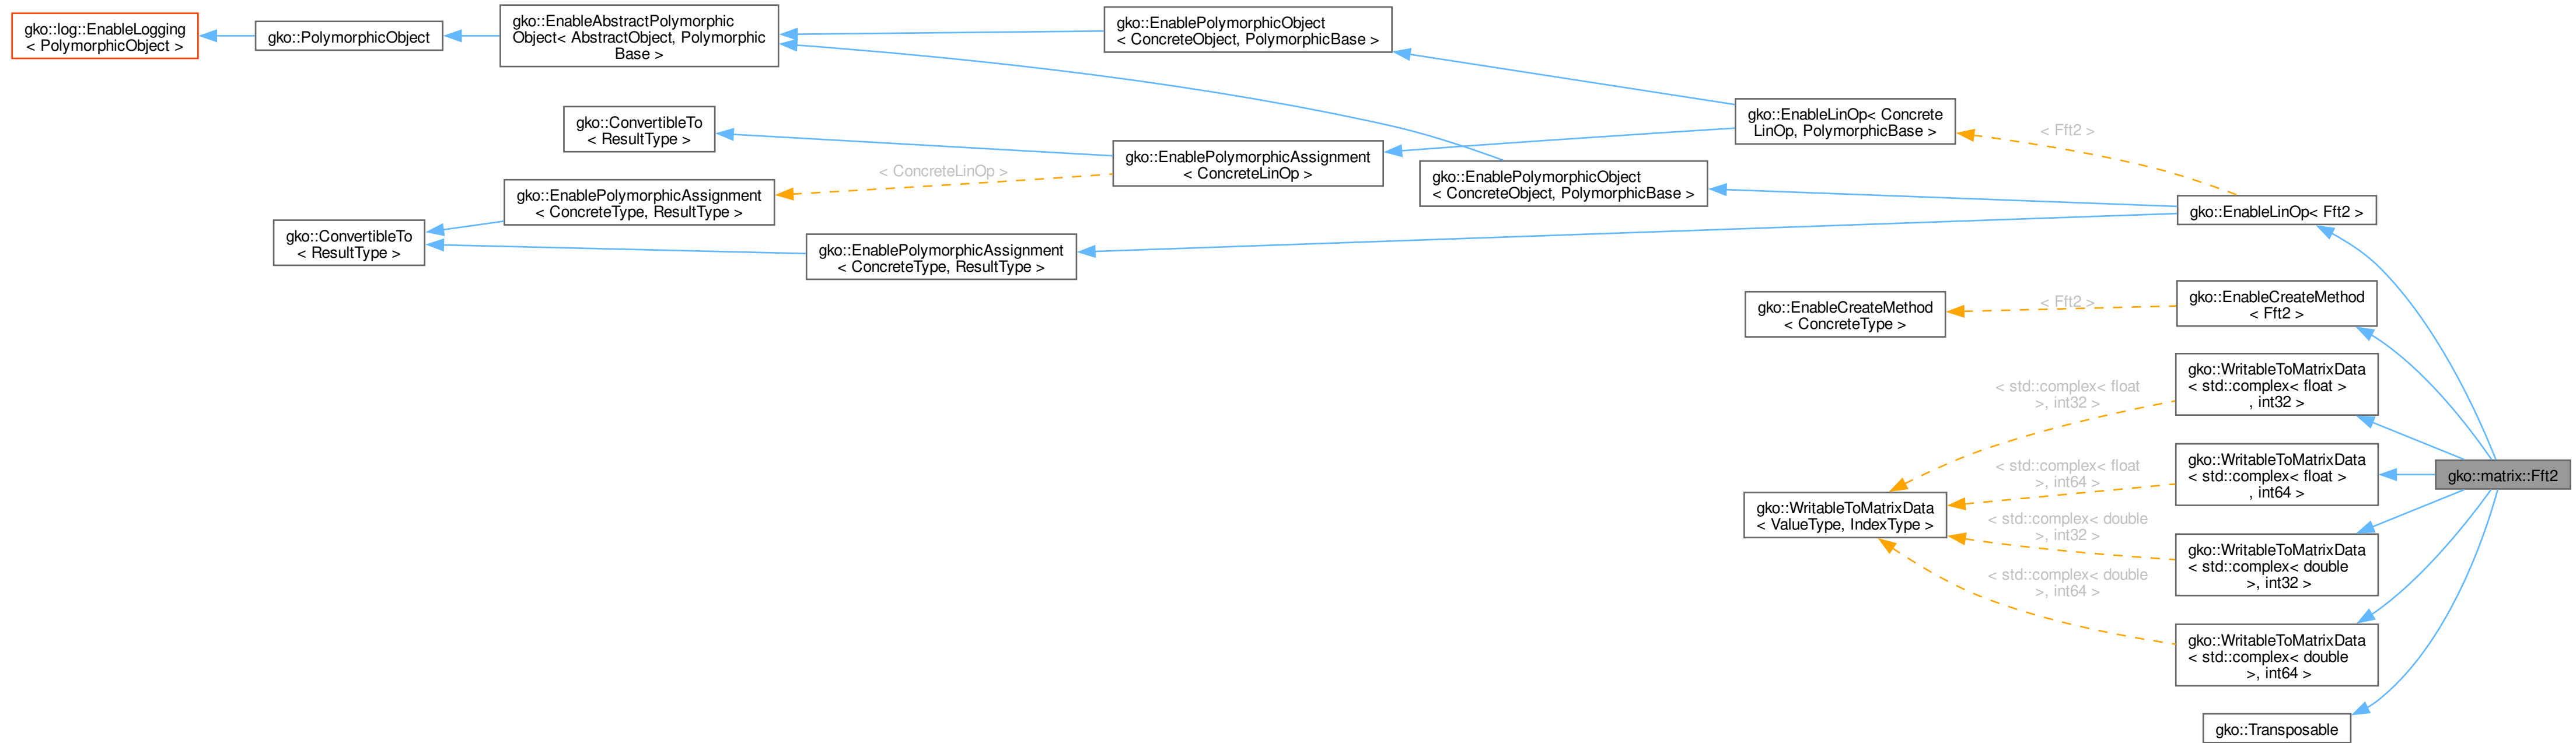 gko::log::EnableLogging
< PolymorphicObject >
gko::PolymorphicObject
gko::EnableAbstractPolymorphic
Object< AbstractObject, Polymorphic
Base >
gko::EnablePolymorphicObject
< ConcreteObject, PolymorphicBase >
gko::ConvertibleTo
< ResultType >
gko::EnableLinOp< Concrete
LinOp, PolymorphicBase >
< Fft2 >
gko::EnablePolymorphicAssignment
< ConcreteLinOp >
< ConcreteLinOp >
gko::EnablePolymorphicObject
< ConcreteObject, PolymorphicBase >
gko::EnablePolymorphicAssignment
< ConcreteType, ResultType >
gko::EnableLinOp< Fft2 >
gko::ConvertibleTo
< ResultType >
gko::EnablePolymorphicAssignment
< ConcreteType, ResultType >
gko::EnableCreateMethod
< ConcreteType >
< Fft2 >
gko::EnableCreateMethod
< Fft2 >
gko::WritableToMatrixData
< std::complex< float >
, int32 >
< std::complex< float
>, int32 >
gko::WritableToMatrixData
< std::complex< float >
, int64 >
< std::complex< float
>, int64 >
gko::matrix::Fft2
gko::WritableToMatrixData
< ValueType, IndexType >
< std::complex< double
>, int32 >
gko::WritableToMatrixData
< std::complex< double
>, int32 >
< std::complex< double
>, int64 >
gko::WritableToMatrixData
< std::complex< double
>, int64 >
gko::Transposable